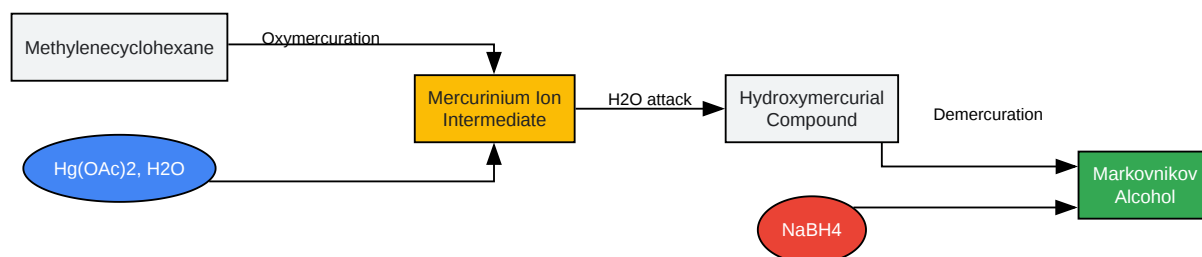 Methylenecyclohexane
Oxymercuration
Hg(OAc)2, H2O
Mercurinium Ion
Intermediate
H2O attack
Hydroxymercurial
Compound
Demercuration
NaBH4
Markovnikov
Alcohol